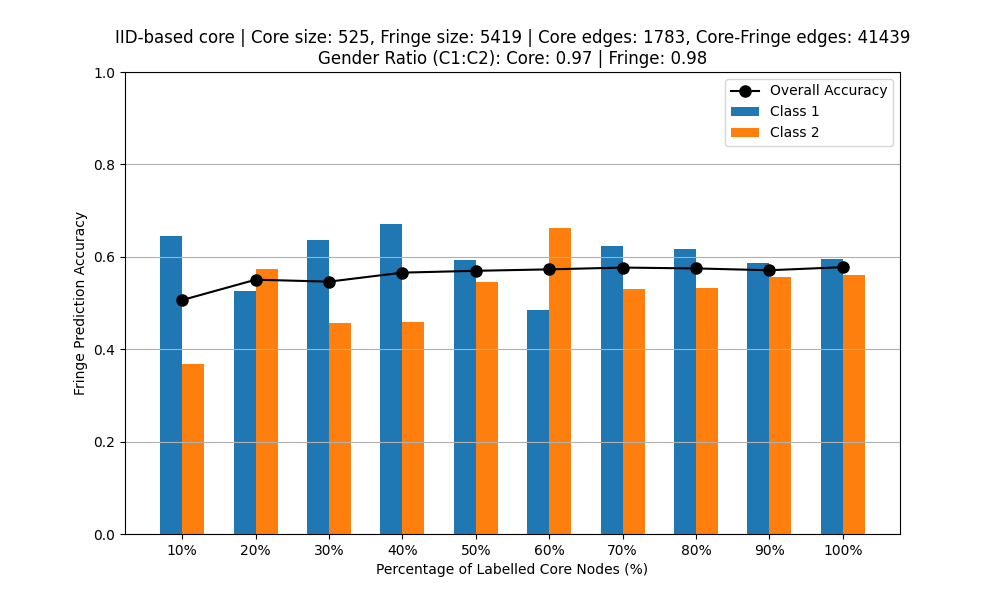 IID-based core | Core size: 525, Fringe size: 5419 | Core edges: 1783, Core-Fringe edges: 41439
Gender Ratio (C1:C2): Core: 0.97 | Fringe: 0.98
Overall Accuracy
Class 1
Class 2
Fringe Prediction Accuracy
1.0
0.8
0.6
0.4
0.2
0.0
10% 20% 30% 40% 50% 60% 70% 80% 90% 100%
Percentage of Labelled Core Nodes (%)